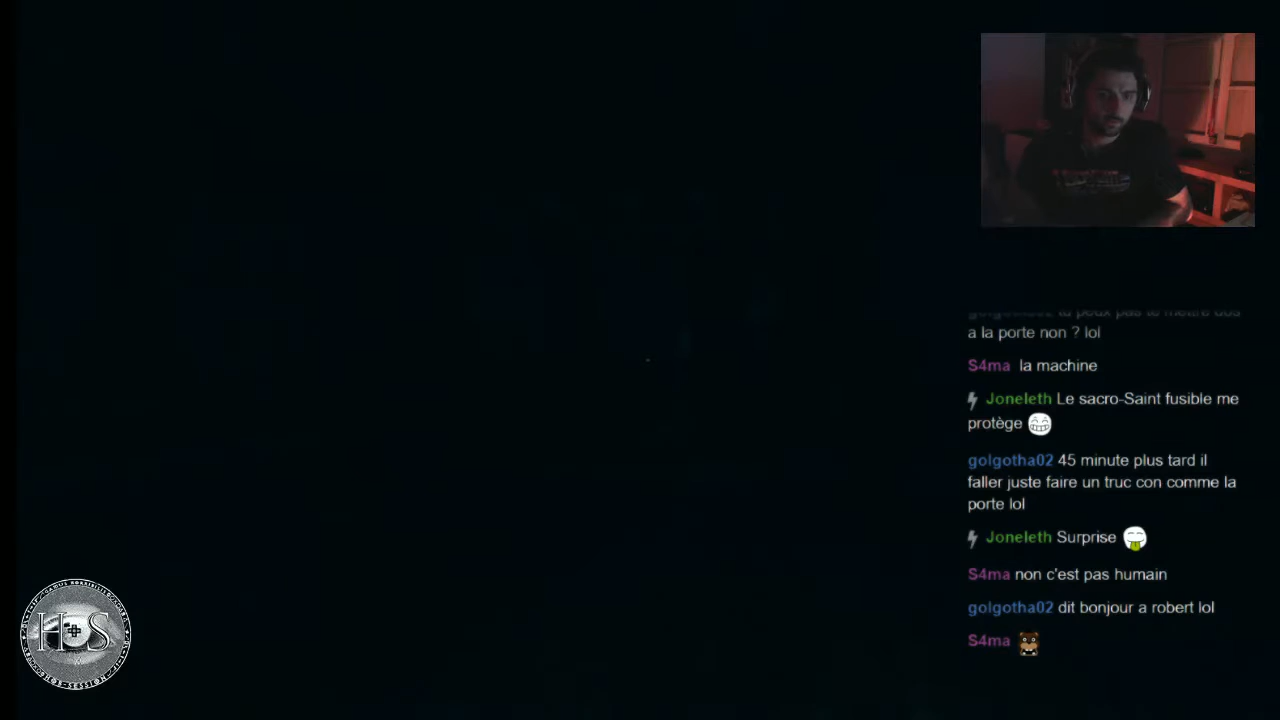 a la porte non ? lol
S4ma la machine
Joneleth Le sacro-Saint fusible me
protège
golgotha02 45 minute plus tard il
faller juste faire un truc con comme la
porte lol
Joneleth Surprise
S4ma non c'est pas humain
golgotha02 dit bonjour a robert lol
S4ma
H S